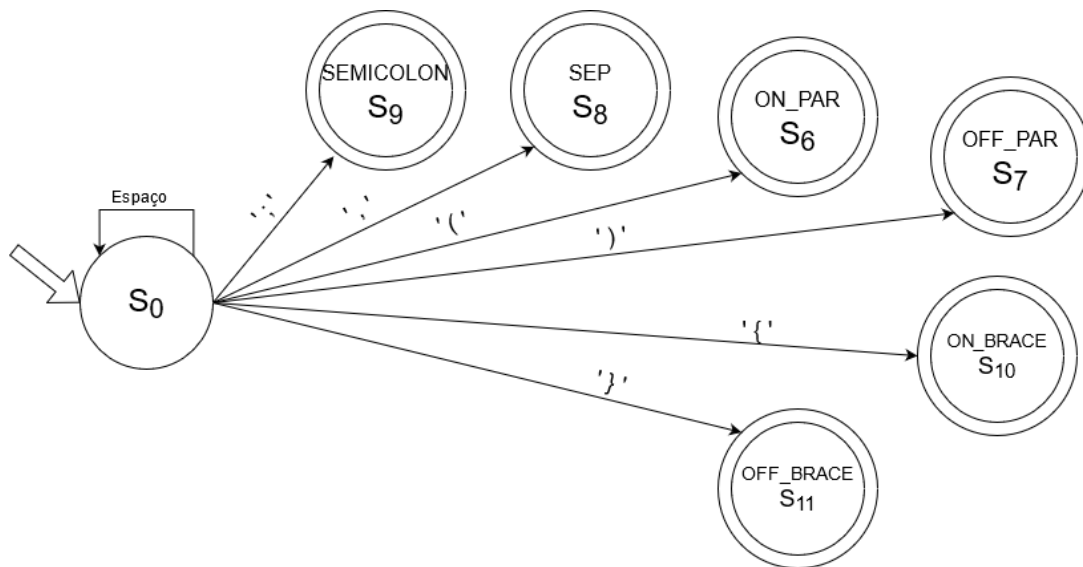 SEMICOLON
S9
SEP
S8
ON_PAR
S6
OFF_PAR
S7
Espaço
S0
';'
','
'('
')'
'{'
'}'
ON_BRACE
S10
OFF_BRACE
S11